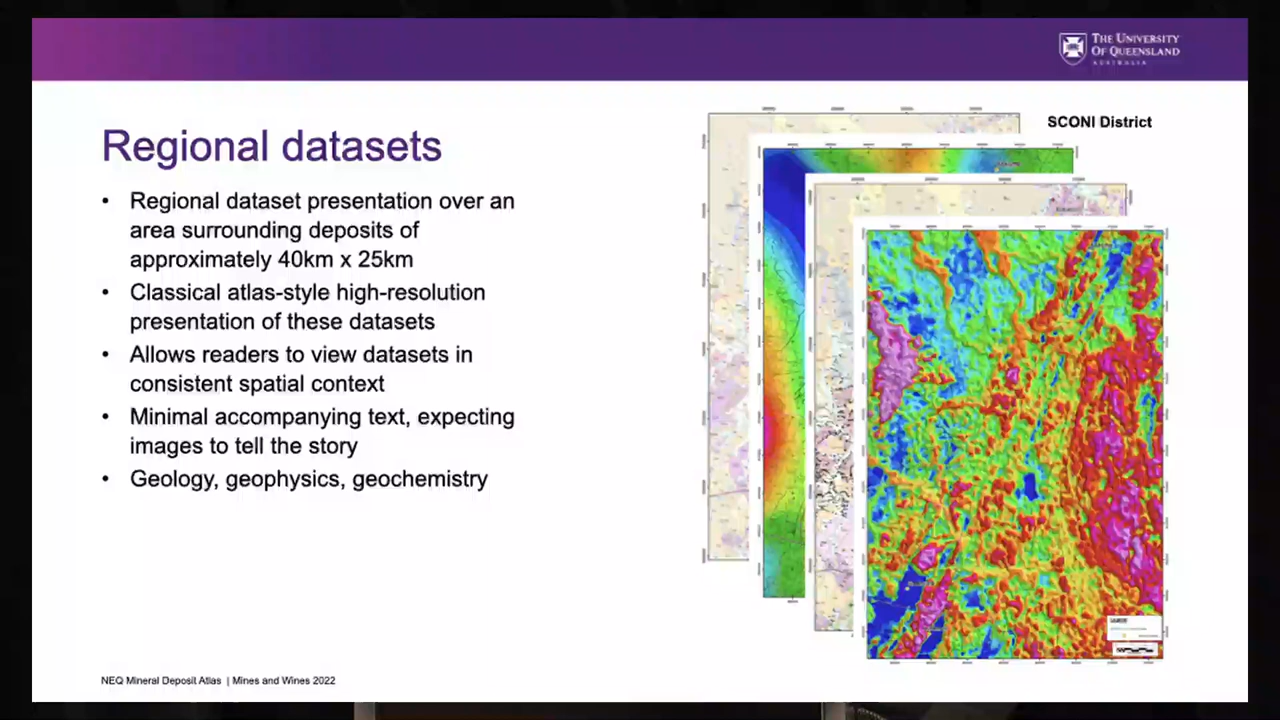 THE UNIVERSITY
OF QUEENSLAND
AUSTRALIA
SCONI District
Regional datasets
• Regional dataset presentation over an
area surrounding deposits of
approximately 40km x 25km
• Classical atlas-style high-resolution
presentation of these datasets
• Allows readers to view datasets in
consistent spatial context
• Minimal accompanying text, expecting
images to tell the story
• Geology, geophysics, geochemistry
NEQ Mineral Deposit Atlas | Mines and Wines 2022